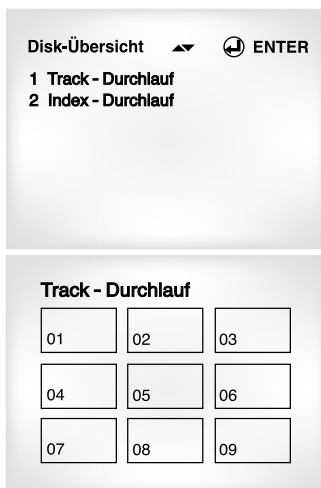 Disk-Übersicht ENTER
1 Track - Durchlauf
2 Index - Durchlauf
Track - Durchlauf
01 02 03
04 05 06
07 08 09